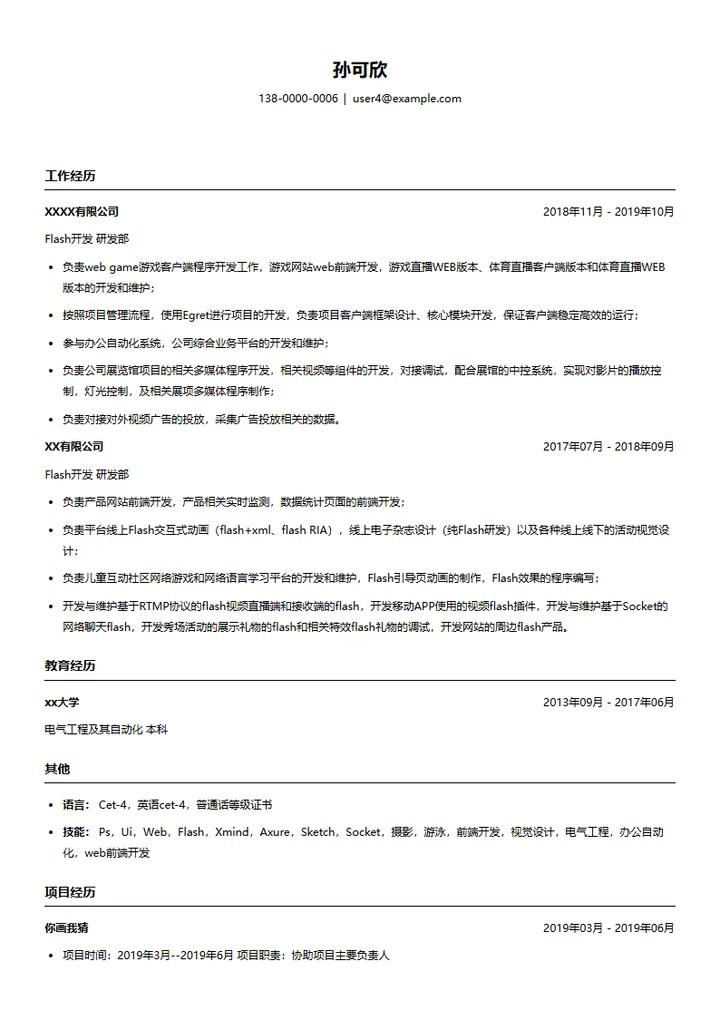 孙可欣
138-0000-0006 | user4@example.com
工作经历
XXXX有限公司 2018年11月 - 2019年10月
Flash开发 研发部
• 负责web game游戏客户端程序开发工作，游戏网站web前端开发，游戏直播WEB版本、体育直播客户端版本和体育直播WEB
版本的开发和维护；
• 按照项目管理流程，使用Egret进行项目的开发，负责项目客户端框架设计、核心模块开发，保证客户端稳定高效的运行；
• 参与办公自动化系统，公司综合业务平台的开发和维护；
• 负责公司展览馆项目的相关多媒体程序开发，相关视频等组件的开发，对接调试，配合展馆的中控系统，实现对影片的播放控
制，灯光控制，及相关展项多媒体程序制作；
• 负责对接对外视频广告的投放，采集广告投放相关的数据。
XX有限公司 2017年07月 - 2018年09月
Flash开发 研发部
• 负责产品网站前端开发，产品相关实时监测，数据统计页面的前端开发；
• 负责平台线上Flash交互式动画（flash+xml、flash RIA），线上电子杂志设计（纯Flash研发）以及各种线上线下的活动视觉设
计；
• 负责儿童互动社区网络游戏和网络语言学习平台的开发和维护，Flash引导页动画的制作，Flash效果的程序编写；
• 开发与维护基于RTMP协议的flash视频直播端和接收端的flash，开发移动APP使用的视频flash插件，开发与维护基于Socket的
网络聊天flash，开发秀场活动的展示礼物的flash和相关特效flash礼物的调试，开发网站的周边flash产品。
教育经历
xx大学 2013年09月 - 2017年06月
电气工程及其自动化 本科
其他
• 语言： Cet-4，英语cet-4，普通话等级证书
• 技能： Ps，Ui，Web，Flash，Xmind，Axure，Sketch，Socket，摄影，游泳，前端开发，视觉设计，电气工程，办公自动
化，web前端开发
项目经历
你画我猜 2019年03月 - 2019年06月
• 项目时间：2019年3月--2019年6月 项目职责：协助项目主要负责人